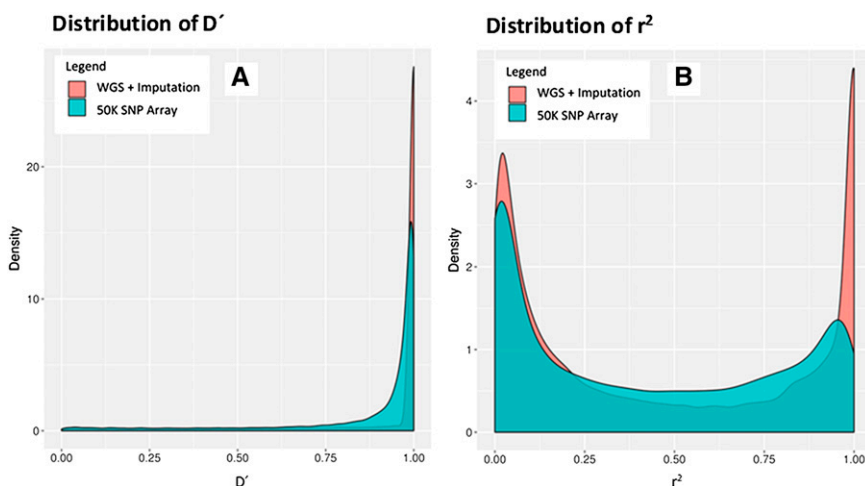 Distribution of D´
Legend
WGS + Imputation
50K SNP Array
A
Density
20
10
0
0.00 0.25 0.50 0.75 1.00
D´
Distribution of r²
Legend
WGS + Imputation
50K SNP Array
B
Density
4
3
2
1
0
0.00 0.25 0.50 0.75 1.00
r²